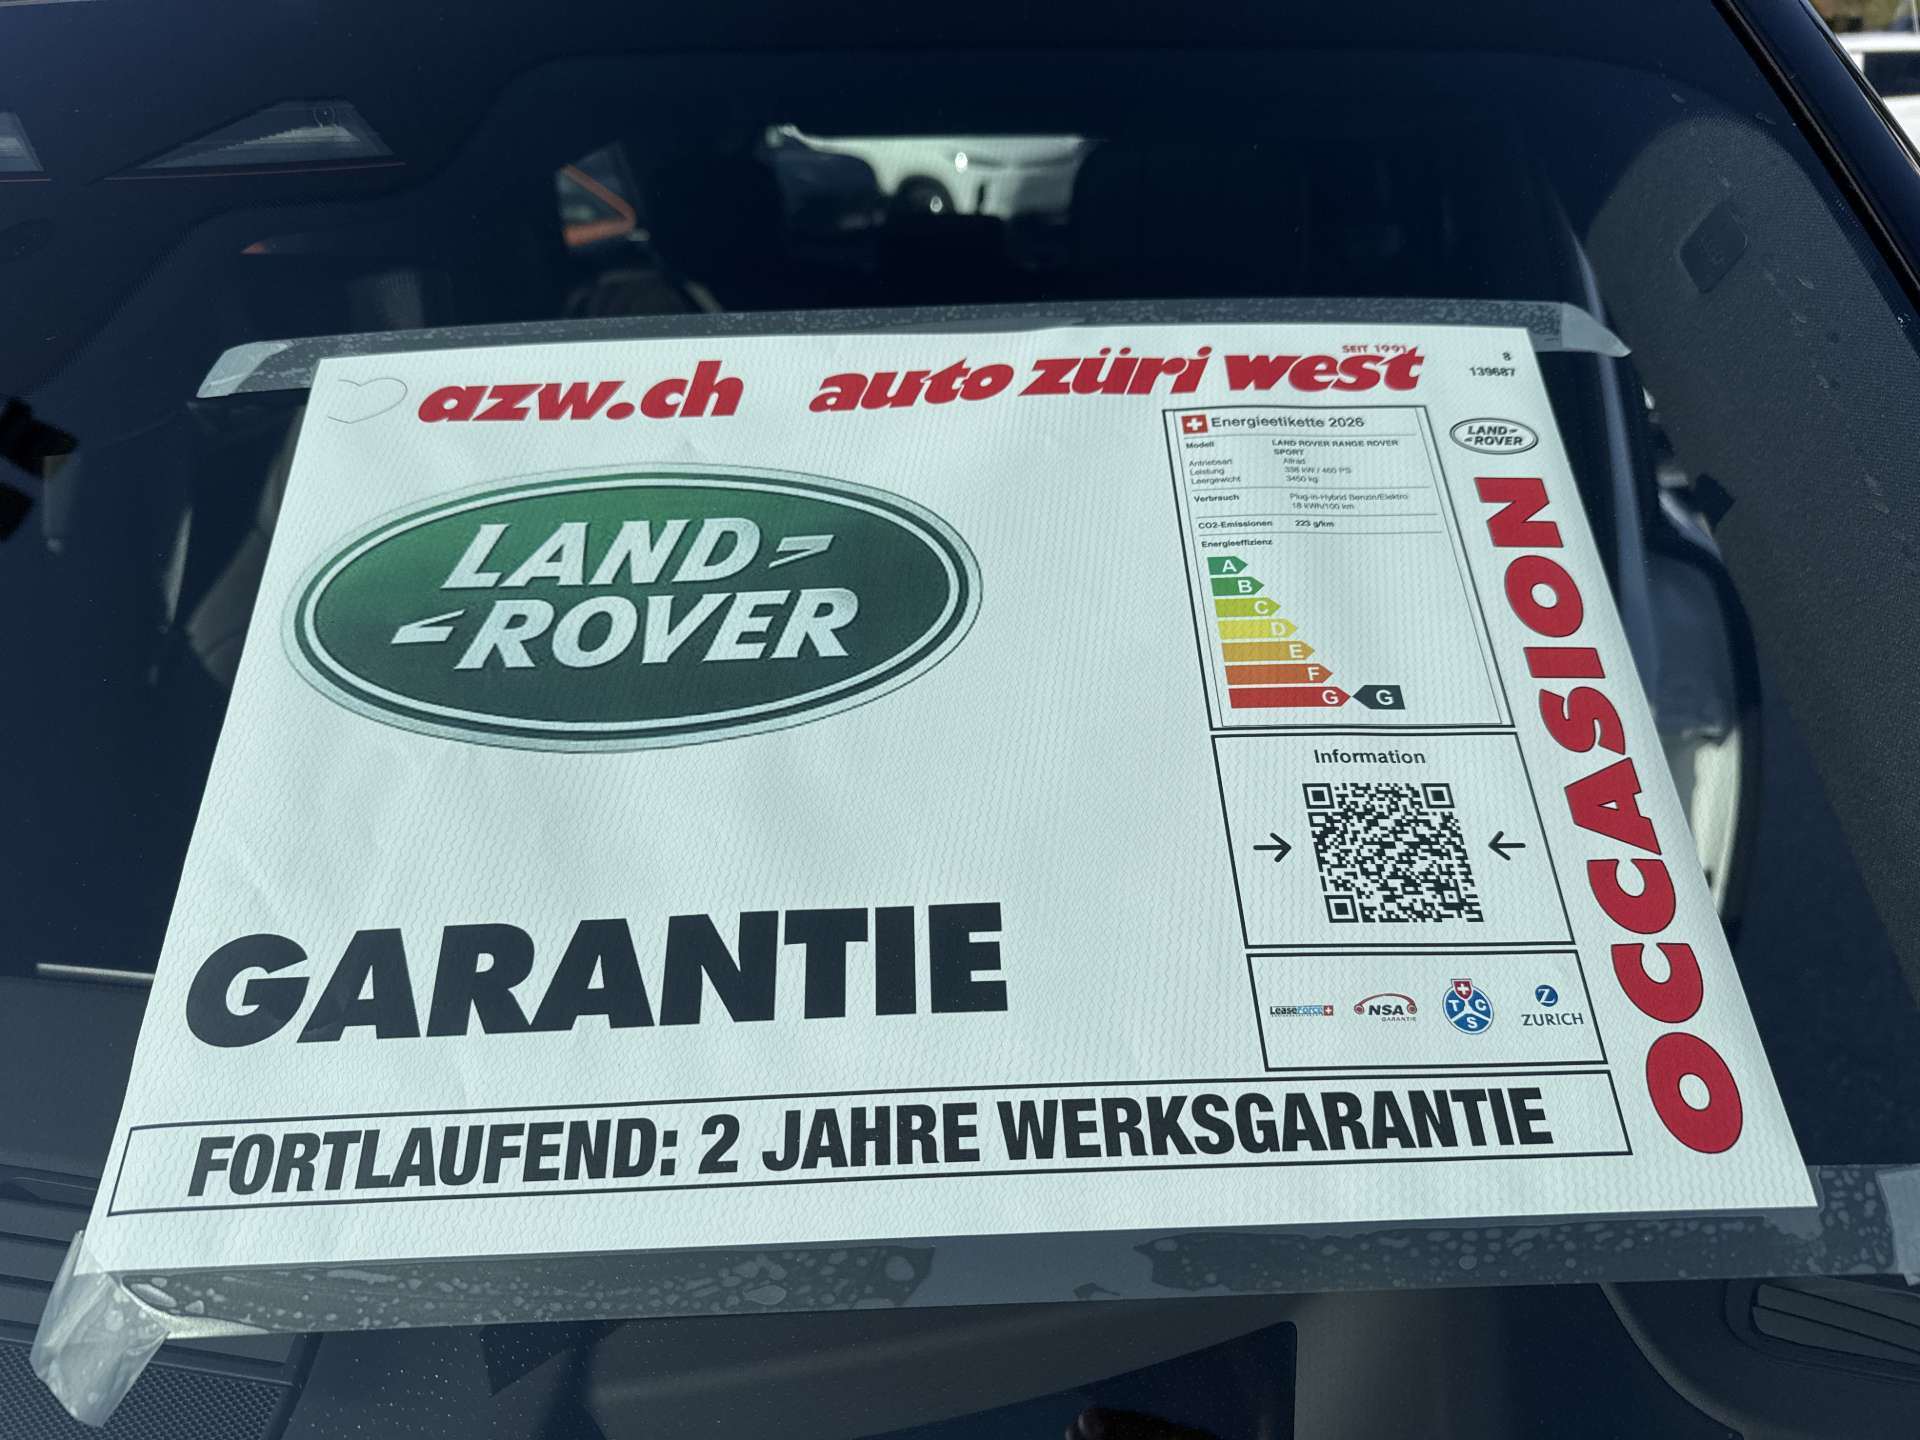 azw.ch auto züri west
SEIT 1991
8
139687
LAND
ROVER
Energieetikette 2026
Modell LAND ROVER RANGE ROVER
SPORT
Antriebsart Allrad
Leistung 338 kW / 460 PS
Leergewicht 3450 kg
Verbrauch Plug-in-Hybrid Benzin/Elektro
18 kWh/100 km
CO2-Emissionen 223 g/km
Energieeffizienz
A
B
C
D
E
F
G G
LAND
ROVER
OCCASION
Information
LeaseForce
NSA
GARANTIE
TCS
Z
ZURICH
GARANTIE
FORTLAUFEND: 2 JAHRE WERKSGARANTIE